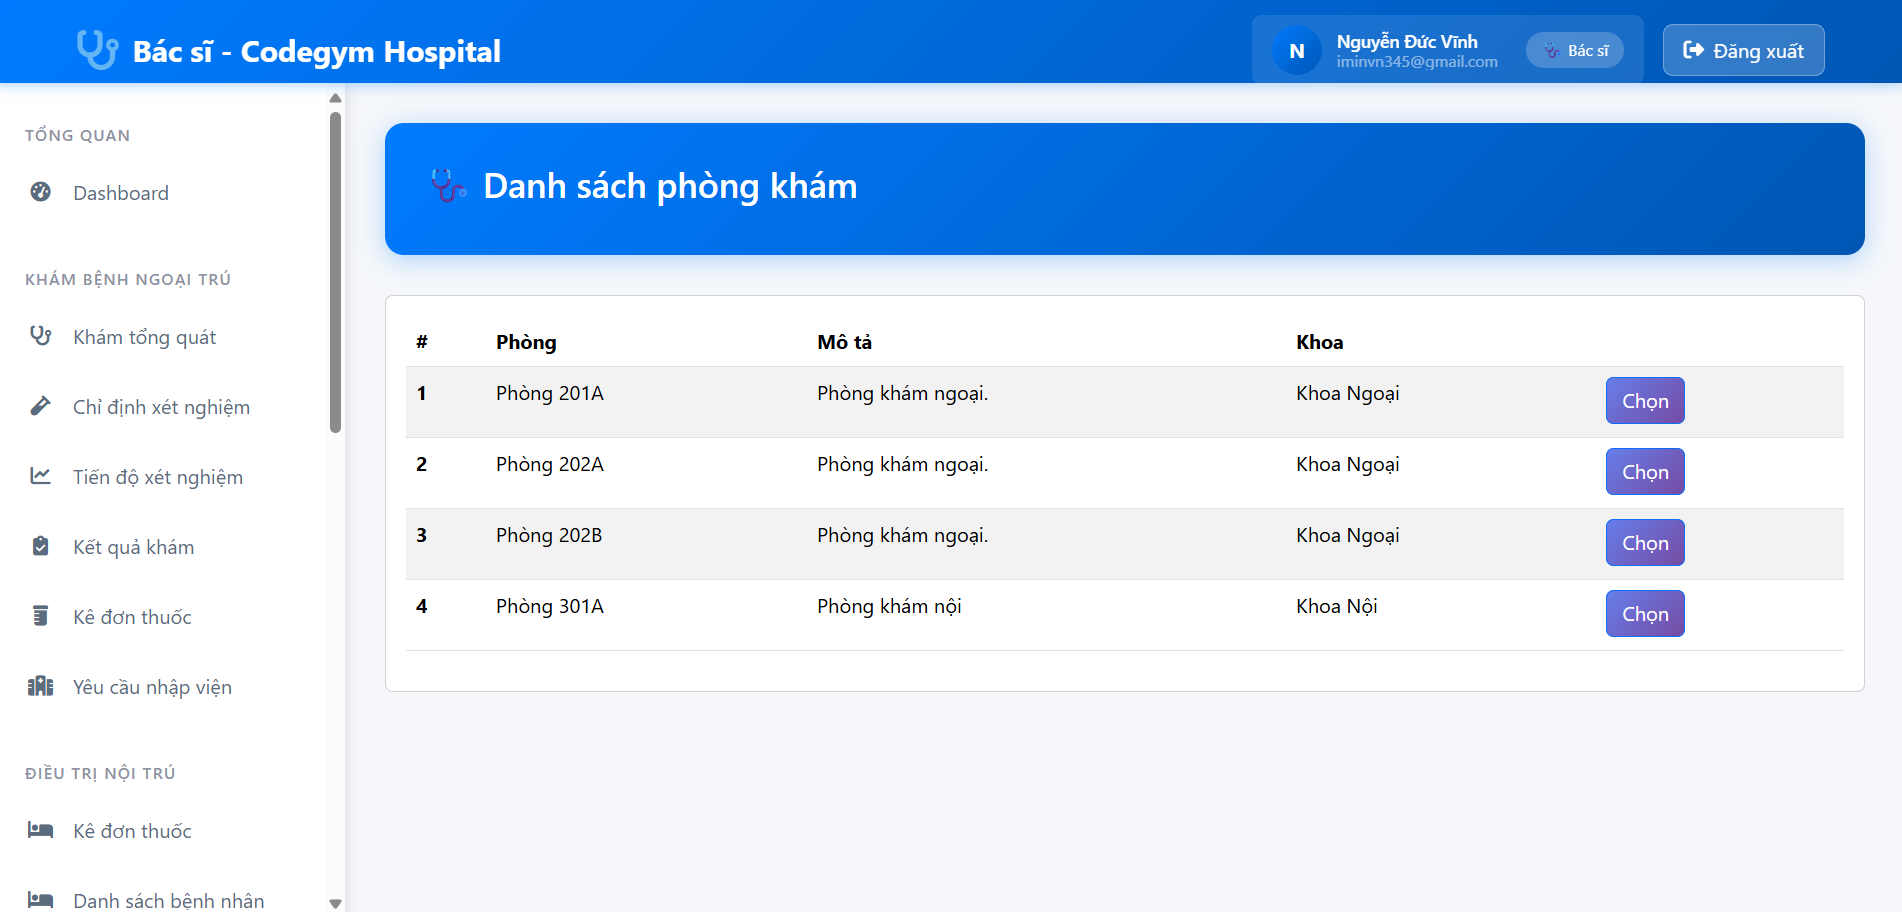 Bác sĩ - Codegym Hospital
N
Nguyễn Đức Vĩnh
iminvn345@gmail.com
Bác sĩ
Đăng xuất
TỔNG QUAN
Dashboard
KHÁM BỆNH NGOẠI TRÚ
Khám tổng quát
Chỉ định xét nghiệm
Tiến độ xét nghiệm
Kết quả khám
Kê đơn thuốc
Yêu cầu nhập viện
ĐIỀU TRỊ NỘI TRÚ
Kê đơn thuốc
Danh sách bệnh nhân
Danh sách phòng khám
# Phòng Mô tả Khoa
1 Phòng 201A Phòng khám ngoại. Khoa Ngoại Chọn
2 Phòng 202A Phòng khám ngoại. Khoa Ngoại Chọn
3 Phòng 202B Phòng khám ngoại. Khoa Ngoại Chọn
4 Phòng 301A Phòng khám nội Khoa Nội Chọn